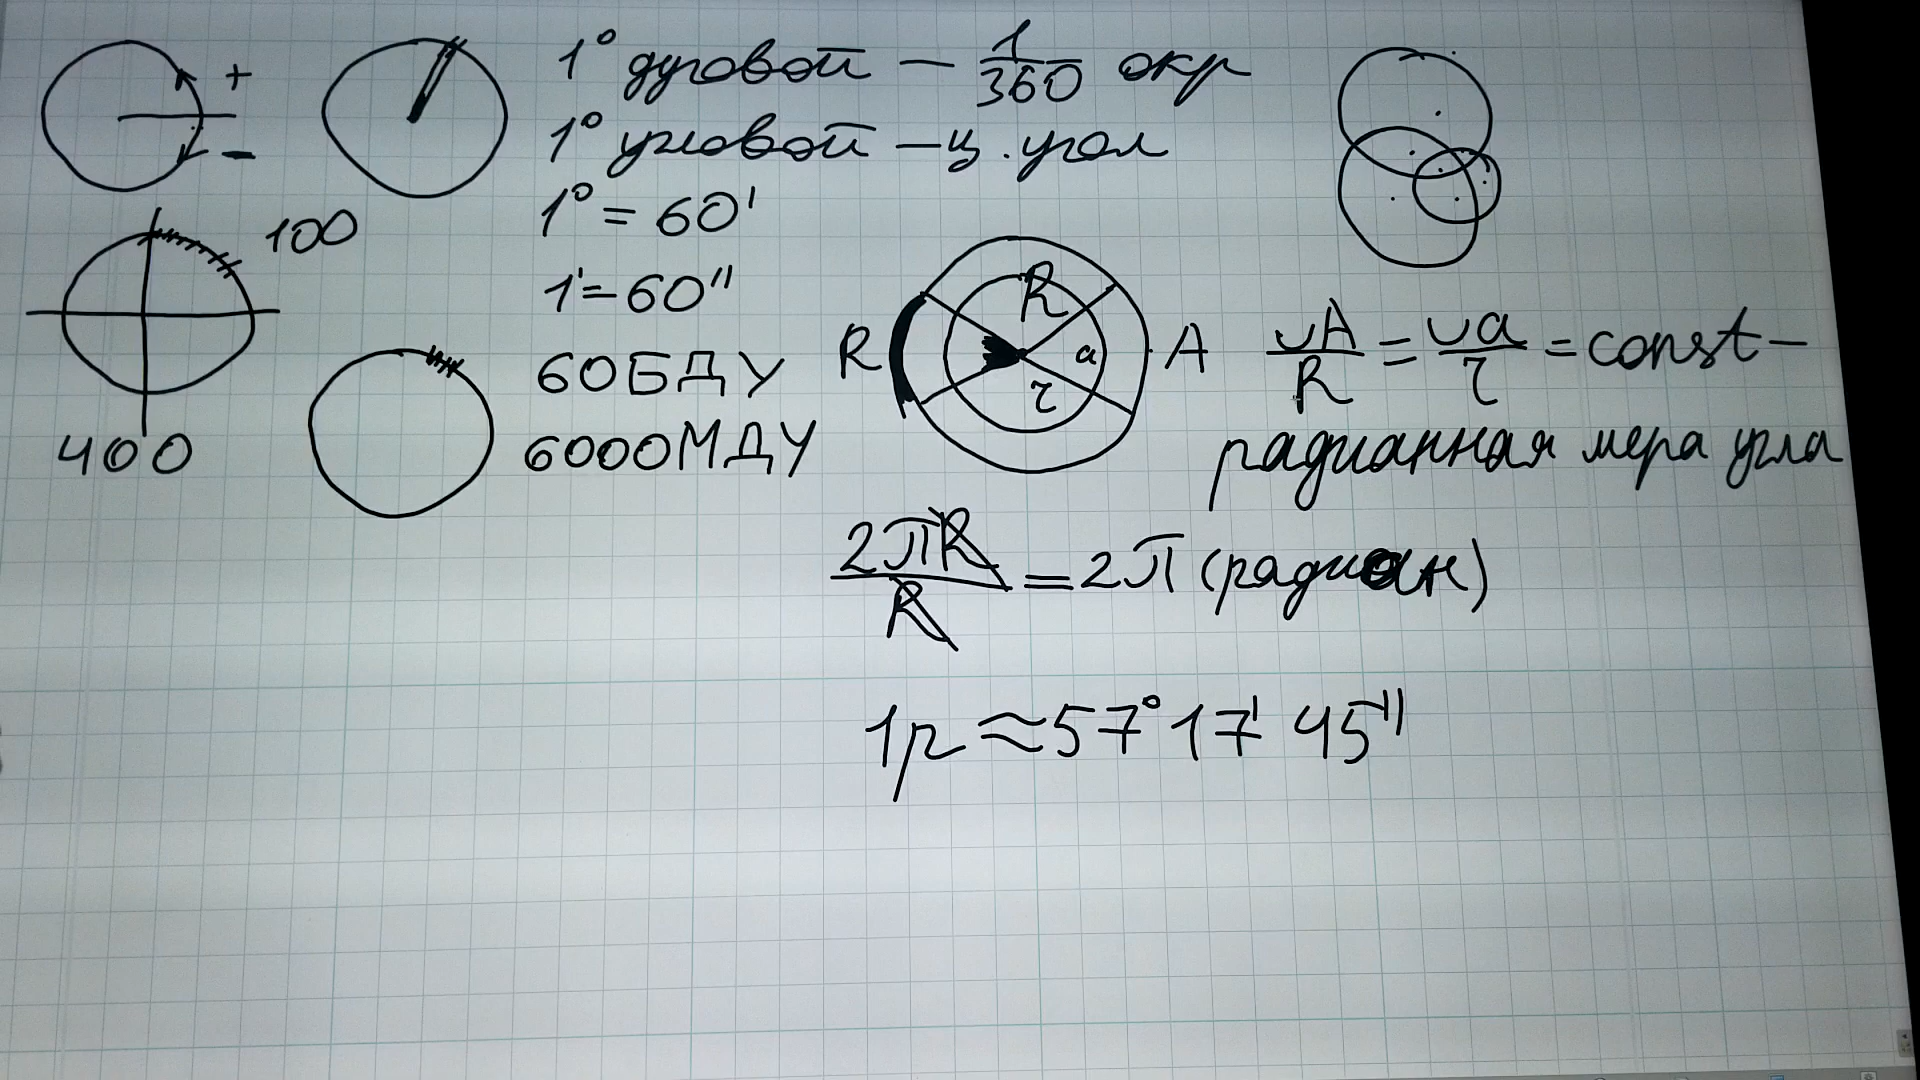 +
−
1° дуговой — 1/360 окр
1° угловой — ц. угол
1° = 60'
1' = 60''
60БДУ
6000МДУ
100
400
R
R
a
r
A
∪A/R = ∪a/r = const —
радианная мера угла
2πR/R = 2π (радиан)
1р ≈ 57° 17' 45''